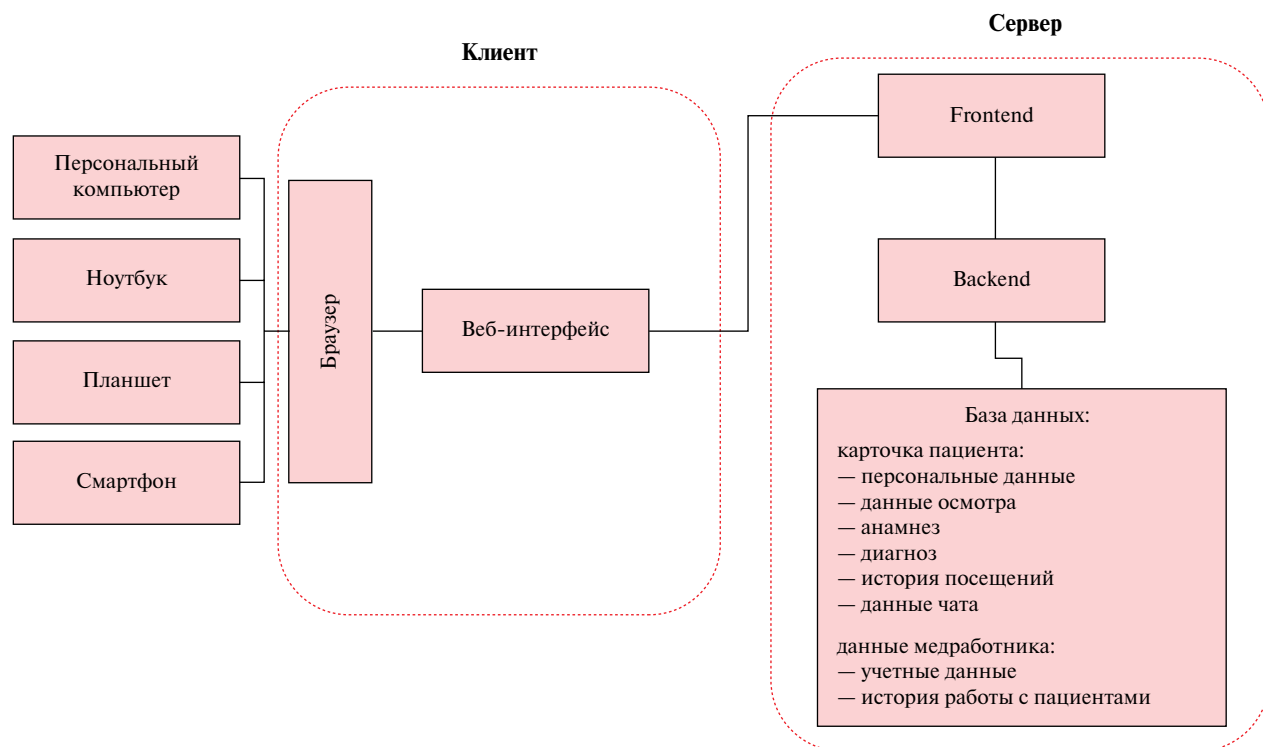 Клиент
Сервер
Персональный
компьютер
Ноутбук
Планшет
Смартфон
Браузер
Веб-интерфейс
Frontend
Backend
База данных:
карточка пациента:
— персональные данные
— данные осмотра
— анамнез
— диагноз
— история посещений
— данные чата
данные медработника:
— учетные данные
— история работы с пациентами